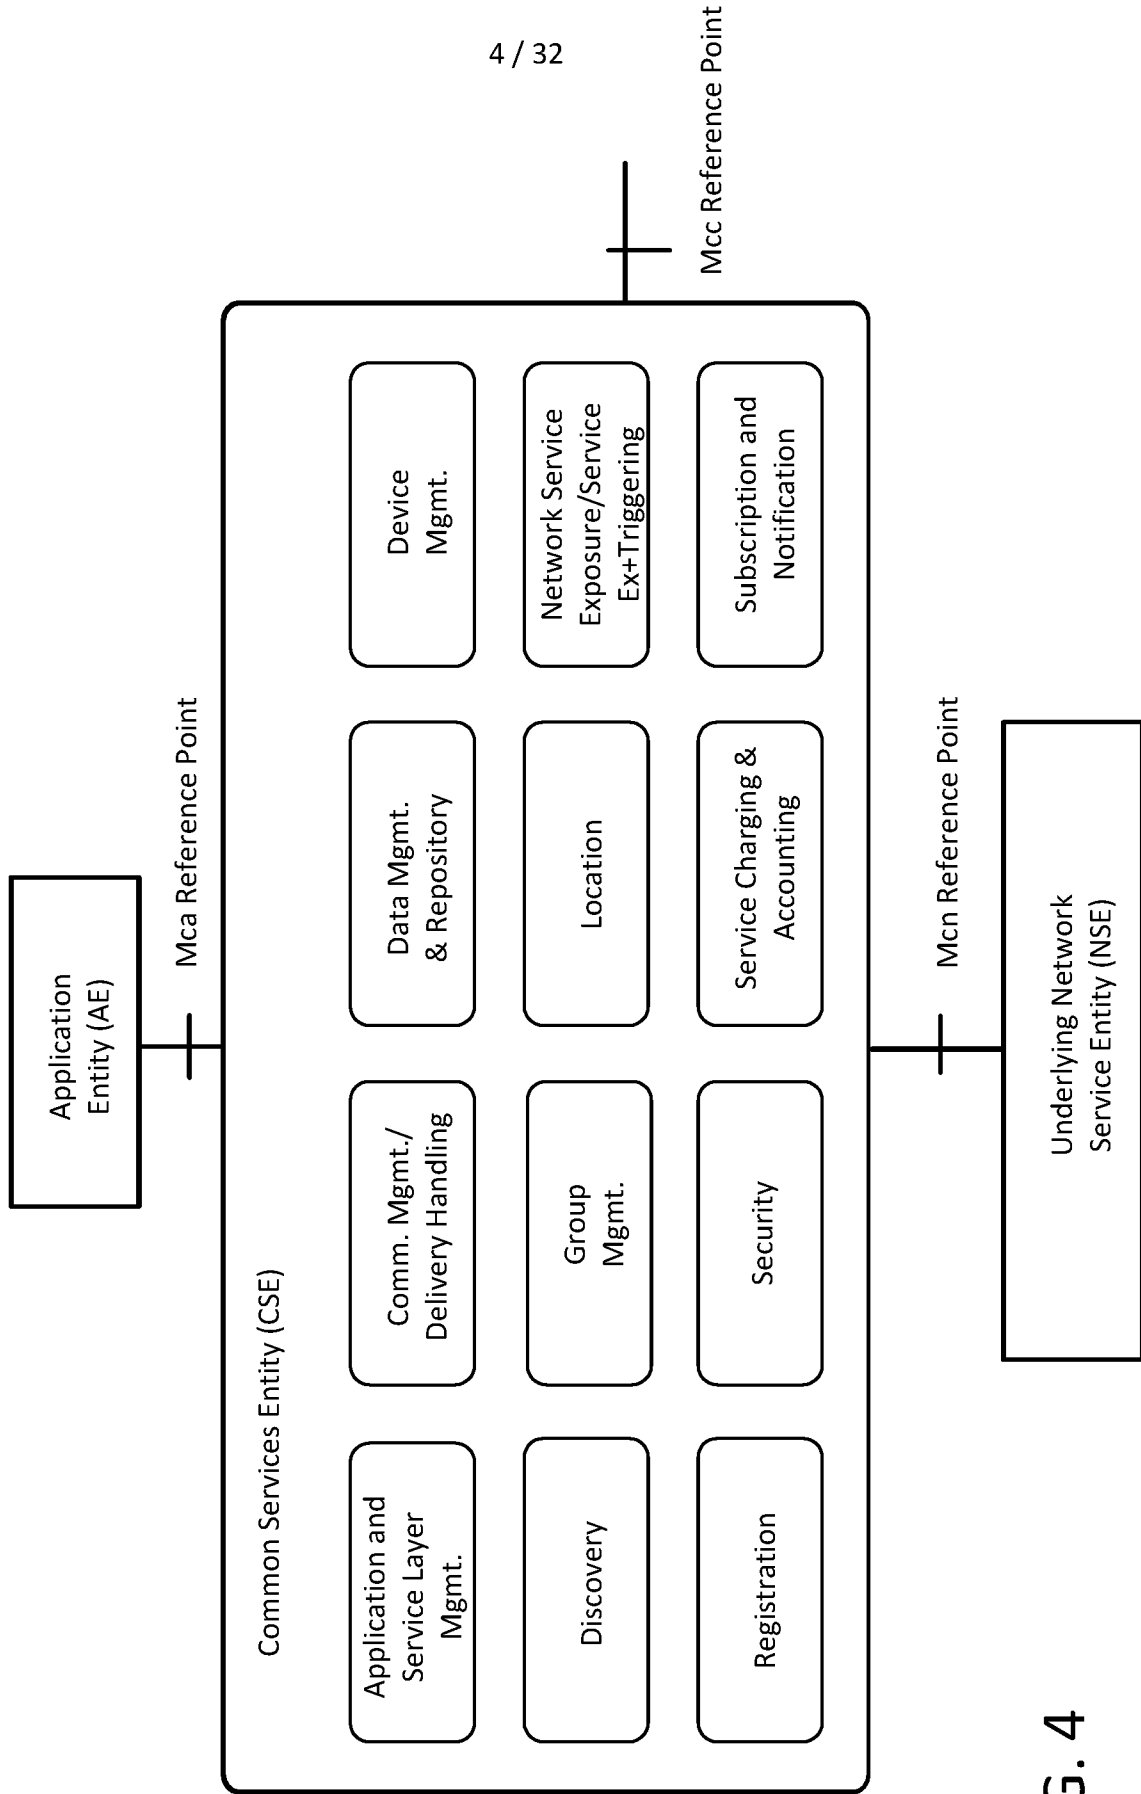 4 / 32
Application
Entity (AE)
Mca Reference Point
Common Services Entity (CSE)
Application and
Service Layer
Mgmt.
Comm. Mgmt./
Delivery Handling
Data Mgmt.
& Repository
Device
Mgmt.
Discovery
Group
Mgmt.
Location
Network Service
Exposure/Service
Ex+Triggering
Registration
Security
Service Charging &
Accounting
Subscription and
Notification
Mcc Reference Point
Mcn Reference Point
Underlying Network
Service Entity (NSE)
G. 4